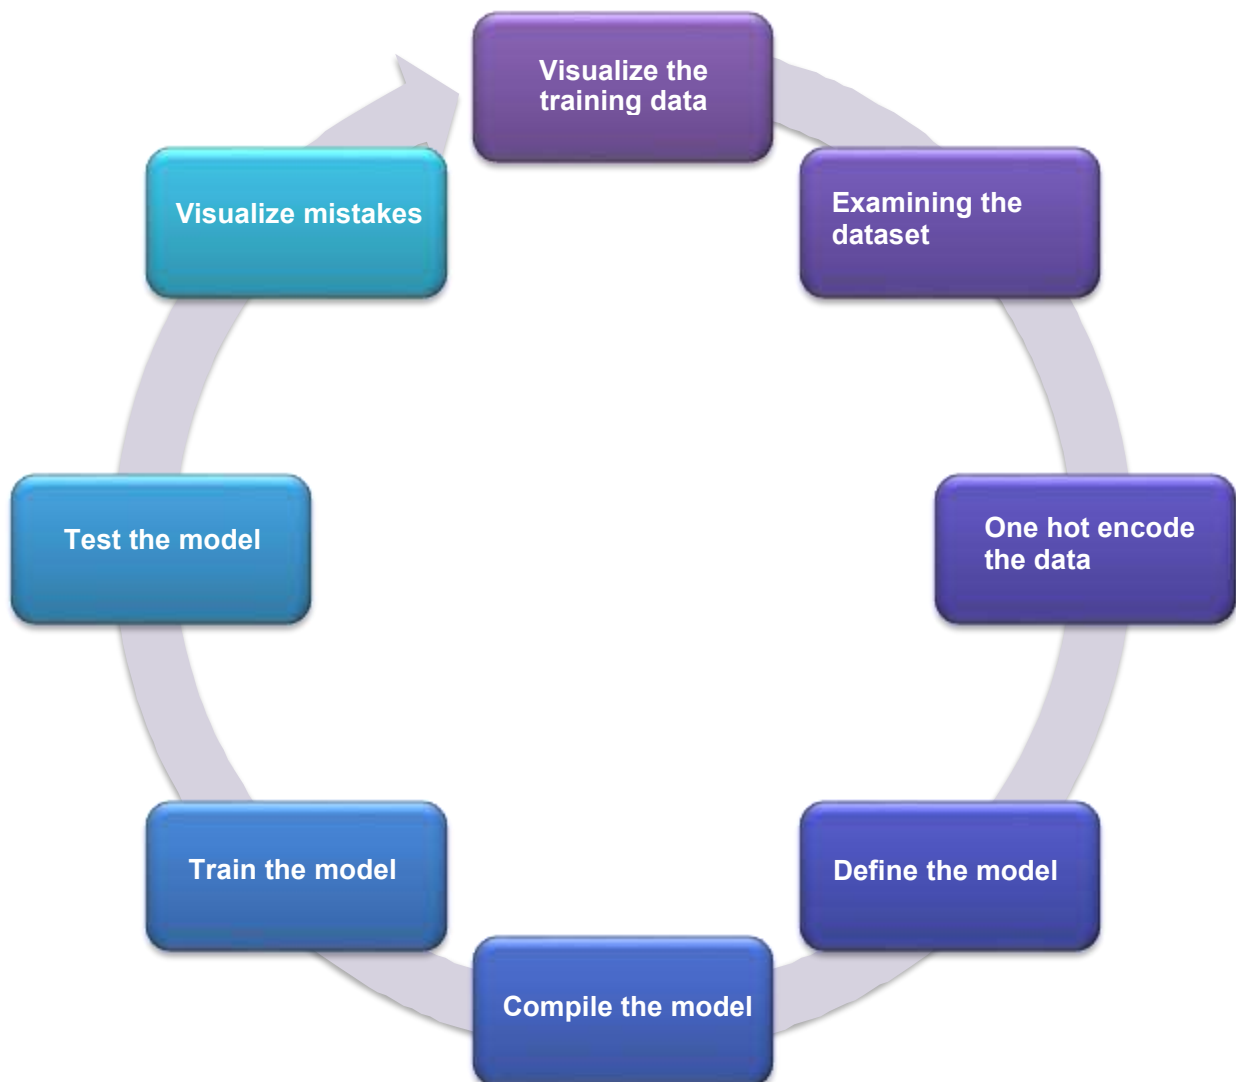 Visualize the
training data
Examining the
dataset
One hot encode
the data
Define the model
Compile the model
Train the model
Test the model
Visualize mistakes